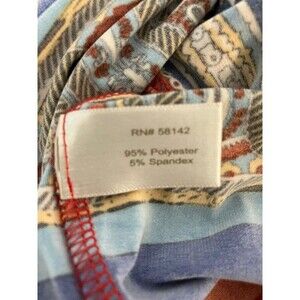 RN# 58142
95% Polyester
5% Spandex